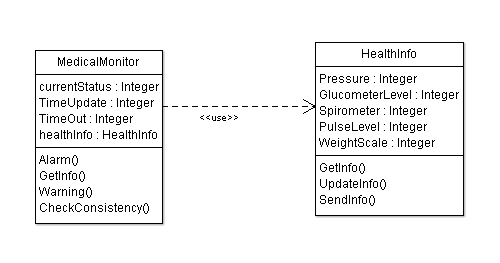 MedicalMonitor
currentStatus : Integer
TimeUpdate : Integer
TimeOut : Integer
healthInfo : HealthInfo
Alarm()
GetInfo()
Warning()
CheckConsistency()
<<use>>
HealthInfo
Pressure : Integer
GlucometerLevel : Integer
Spirometer : Integer
PulseLevel : Integer
WeightScale : Integer
GetInfo()
UpdateInfo()
SendInfo()